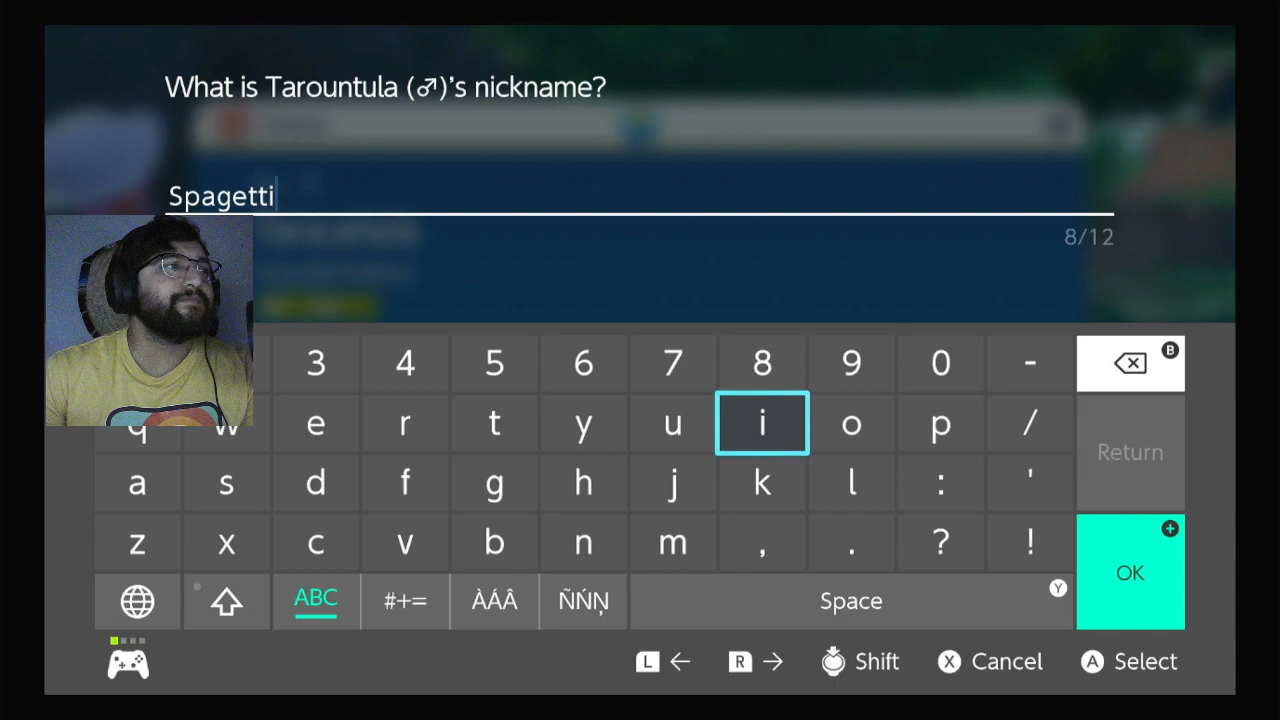 What is Tarountula (♂)'s nickname?
Spagetti
8/12
3 4 5 6 7 8 9 0 - B
q w e r t y u i o p /
Return
a s d f g h j k l : '
z x c v b n m , . ? ! +
OK
ABC #+= ÀÁÂ ÑŃŅ Space Y
L ← R → Shift X Cancel A Select